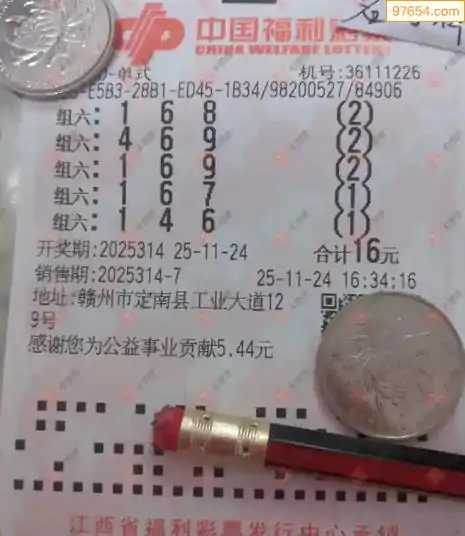 97654.com
中国福利彩票
CHINA WELFARE LOTTERY
D-单式 机号:36111226
E5B3-28B1-ED45-1B34/98200527/84906
组六: 1 6 8 (2)
组六: 4 6 9 (2)
组六: 1 6 9 (2)
组六: 1 6 7 (1)
组六: 1 4 6 (1)
开奖期:2025314 25-11-24 合计16元
销售期:2025314-7 25-11-24 16:34:16
地址:赣州市定南县工业大道12
9号
感谢您为公益事业贡献5.44元
江西省福利彩票发行中心承销